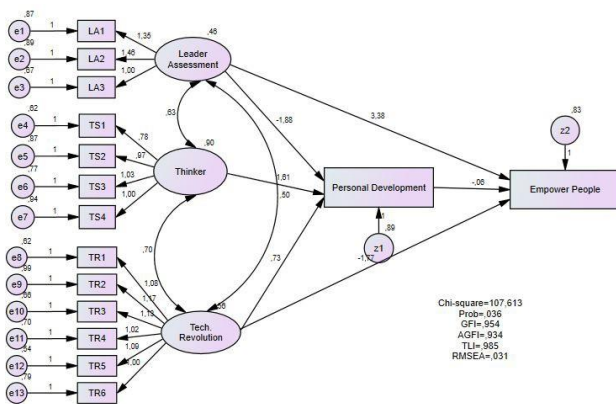 ,87
e1 1 LA1
,89
e2 1 LA2
,67
e3 1 LA3
1,35
1,46
1,00
,46
Leader
Assessment
,62
e4 1 TS1
,87
e5 1 TS2
,77
e6 1 TS3
,94
e7 1 TS4
,78
,97
1,03
1,00
,63
,90
Thinker
-1,88
3,38
1,61
,50
,83
z2
1
Personal Development
-,06
Empower People
1
,89
z1
,70
,73
-1,77
,62
e8 1 TR1
,99
e9 1 TR2
,66
e10 1 TR3
,70
e11 1 TR4
e12 1 TR5
,79
e13 1 TR6
1,08
1,17
1,13
1,02
1,09
1,00
Tech.
Revolution
Chi-square=107,613
Prob=,036
GFI=,954
AGFI=,934
TLI=,985
RMSEA=,031